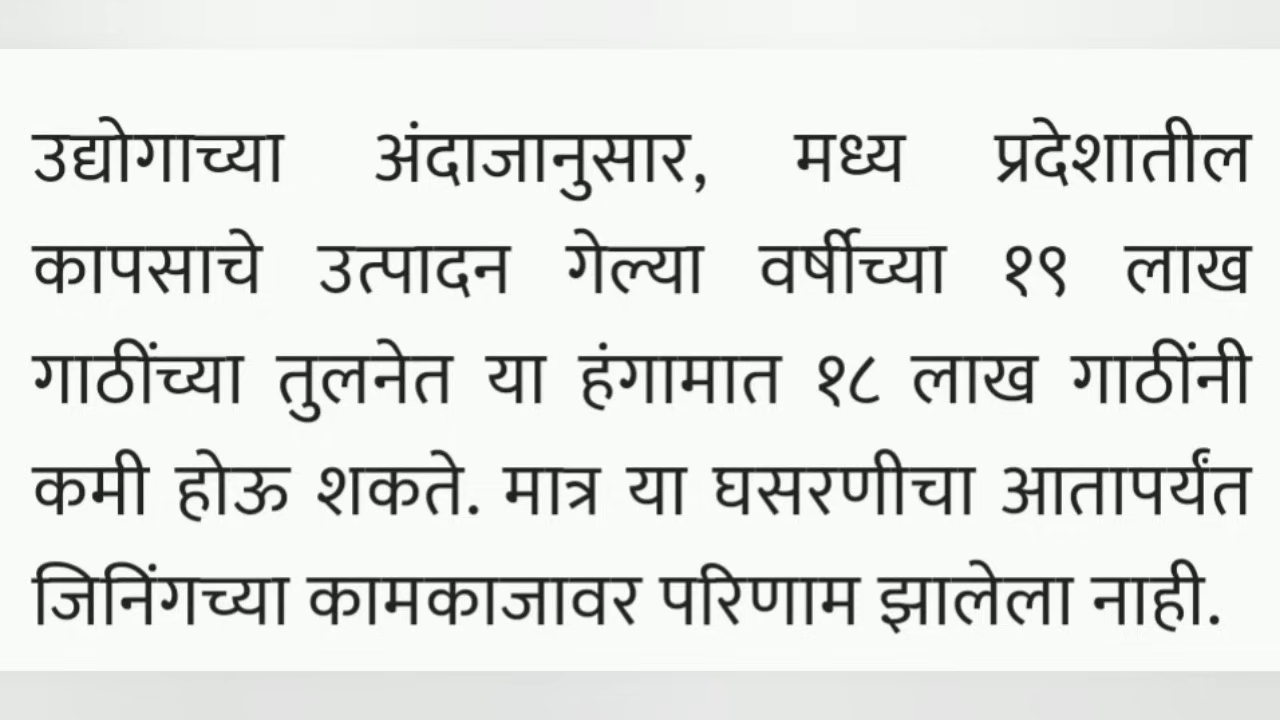 उद्योगाच्या अंदाजानुसार, मध्य प्रदेशातील
कापसाचे उत्पादन गेल्या वर्षीच्या १९ लाख
गाठींच्या तुलनेत या हंगामात १८ लाख गाठींनी
कमी होऊ शकते. मात्र या घसरणीचा आतापर्यंत
जिनिंगच्या कामकाजावर परिणाम झालेला नाही.